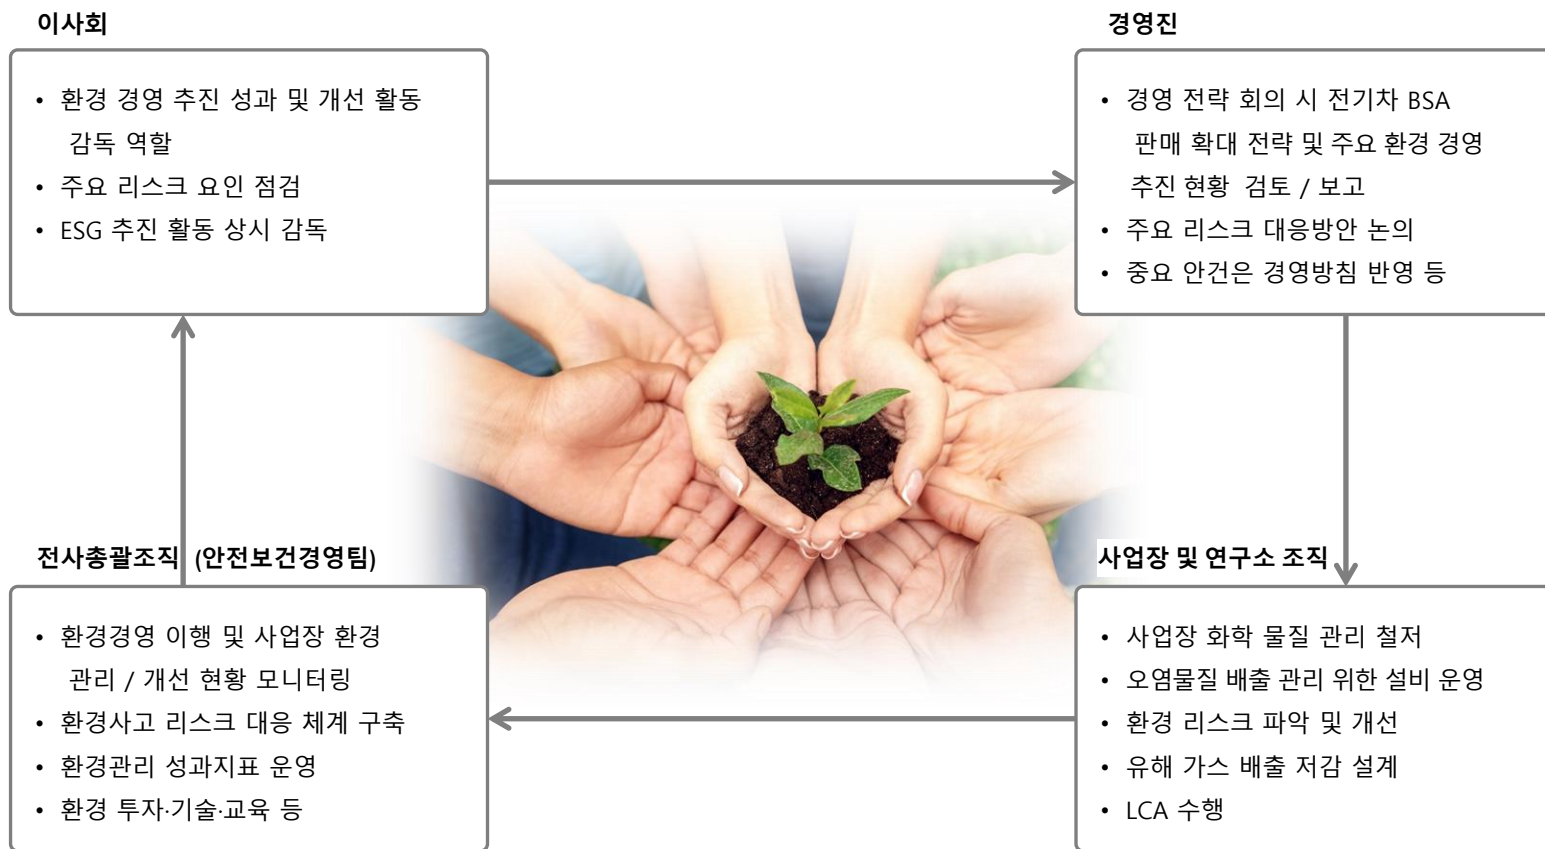 이사회
• 환경 경영 추진 성과 및 개선 활동
감독 역할
• 주요 리스크 요인 점검
• ESG 추진 활동 상시 감독
경영진
• 경영 전략 회의 시 전기차 BSA
판매 확대 전략 및 주요 환경 경영
추진 현황 검토 / 보고
• 주요 리스크 대응방안 논의
• 중요 안건은 경영방침 반영 등
전사총괄조직 (안전보건경영팀)
• 환경경영 이행 및 사업장 환경
관리 / 개선 현황 모니터링
• 환경사고 리스크 대응 체계 구축
• 환경관리 성과지표 운영
• 환경 투자·기술·교육 등
사업장 및 연구소 조직
• 사업장 화학 물질 관리 철저
• 오염물질 배출 관리 위한 설비 운영
• 환경 리스크 파악 및 개선
• 유해 가스 배출 저감 설계
• LCA 수행